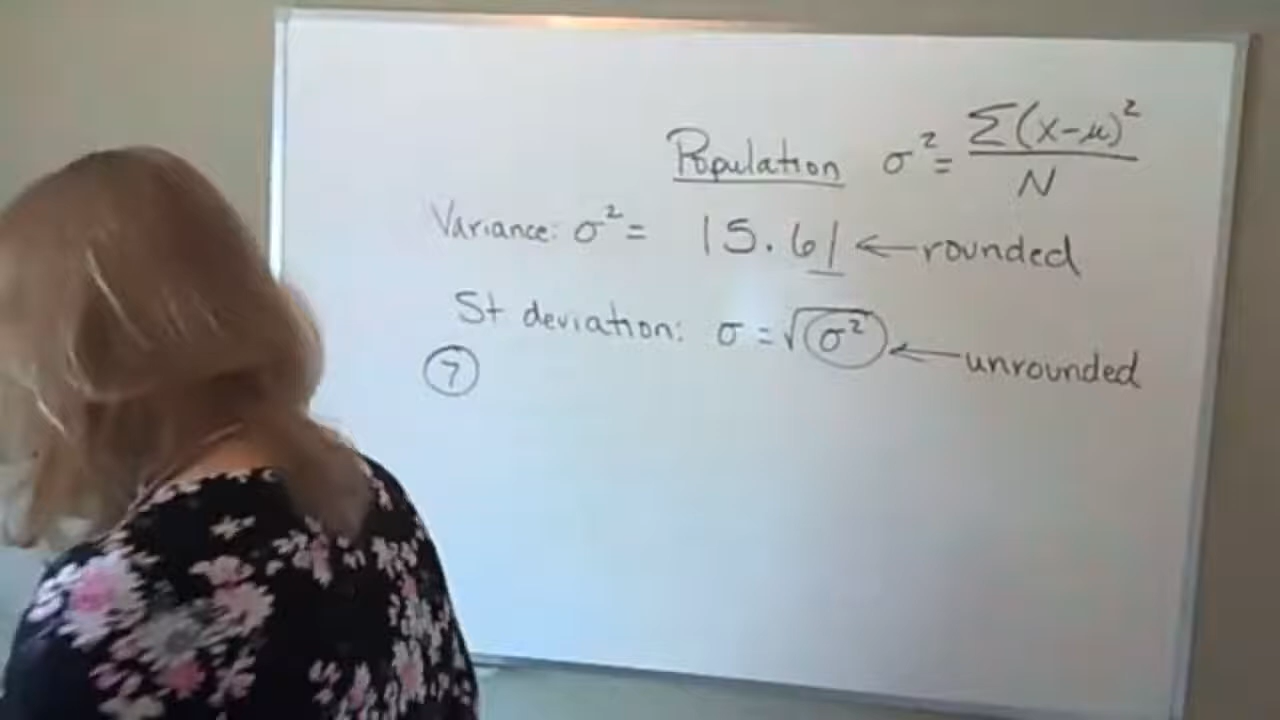 Population σ² = Σ(x-μ)² / N
Variance: σ² = 15.61 ← rounded
St deviation: σ = √σ² ← unrounded
7